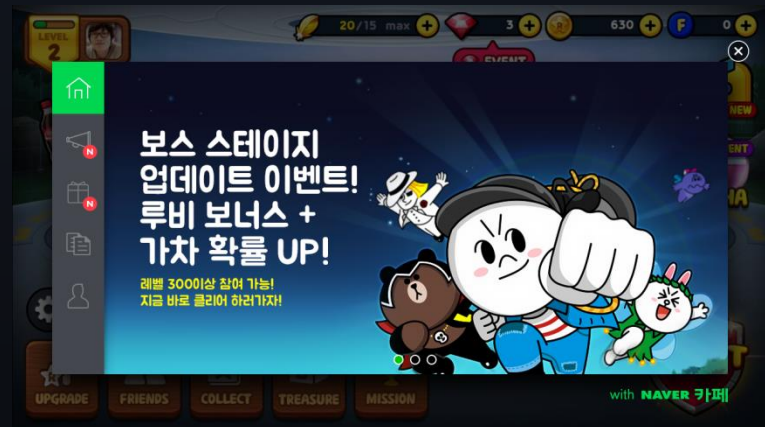 LEVEL
2
20/15 max
3
630
F
0
EVENT
NEW
N
N
보스 스테이지
업데이트 이벤트!
루비 보너스 +
가차 확률 UP!
레벨 300이상 참여 가능!
지금 바로 클리어 하러가자!
UPGRADE
FRIENDS
COLLECT
TREASURE
MISSION
with NAVER 카페